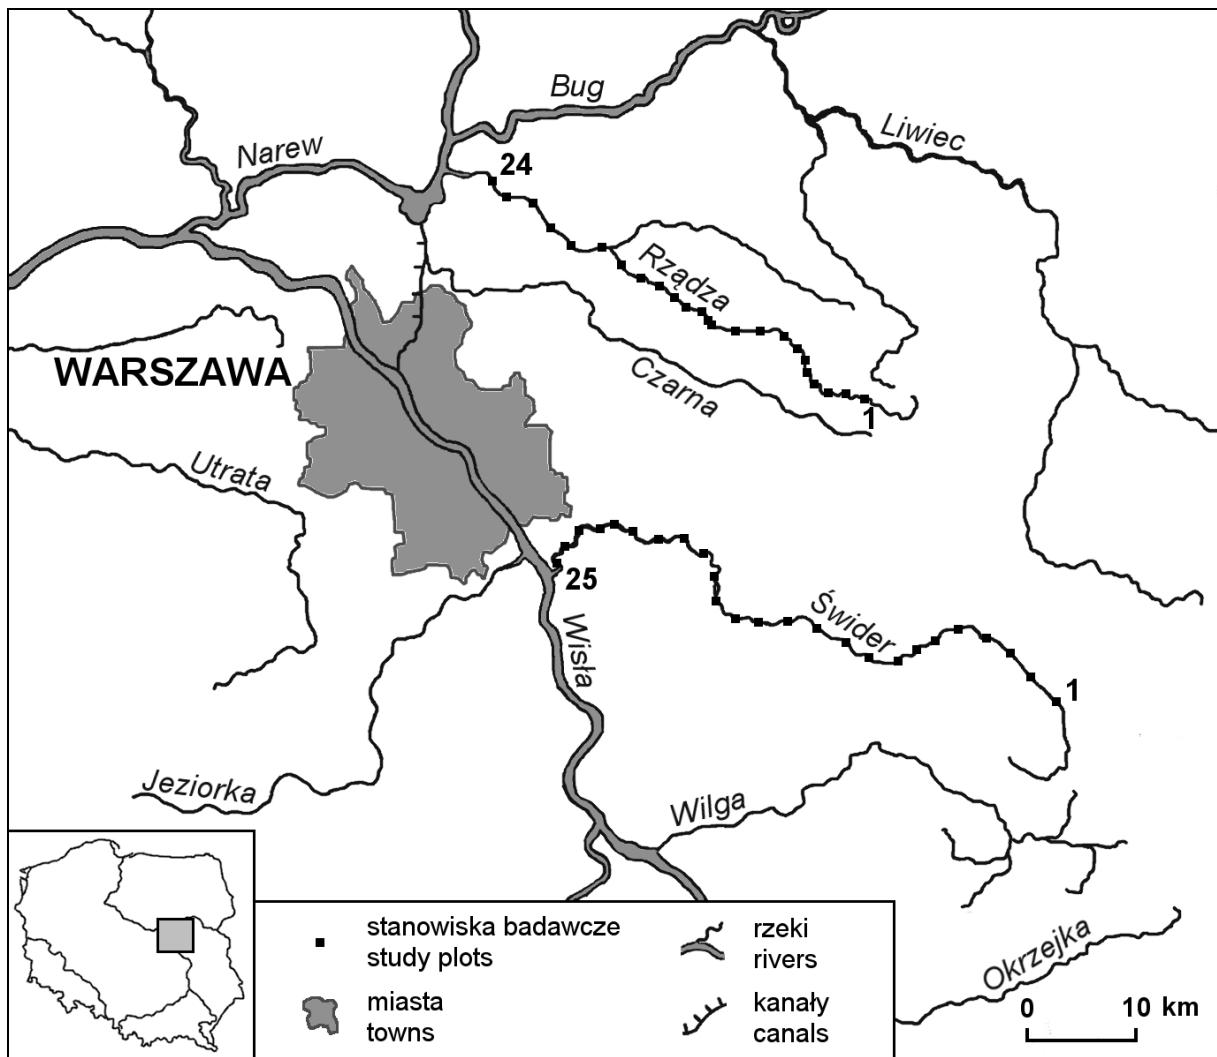 Bug
Liwiec
Narew
24
Rządza
WARSZAWA
Czarna
1
Utrata
25
Świder
Wisła
1
Jeziorka
Wilga
stanowiska badawcze
study plots
miasta
towns
rzeki
rivers
kanały
canals
Okrzejka
0 10 km